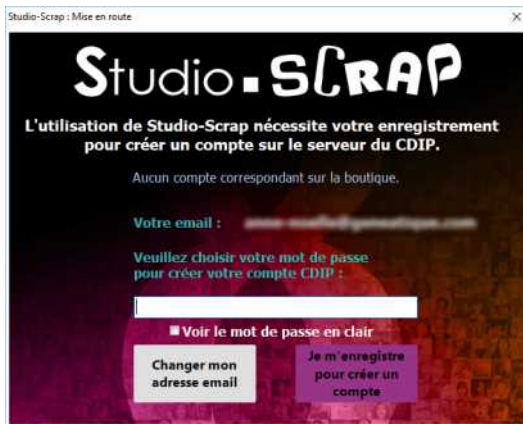 Studio-Scrap : Mise en route
Studio.SCRAP
L'utilisation de Studio-Scrap nécessite votre enregistrement
pour créer un compte sur le serveur du CDIP.
Aucun compte correspondant sur la boutique.
Votre email :
Veuillez choisir votre mot de passe
pour créer votre compte CDIP :
Voir le mot de passe en clair
Changer mon
adresse email
Je m'enregistre
pour créer un
compte